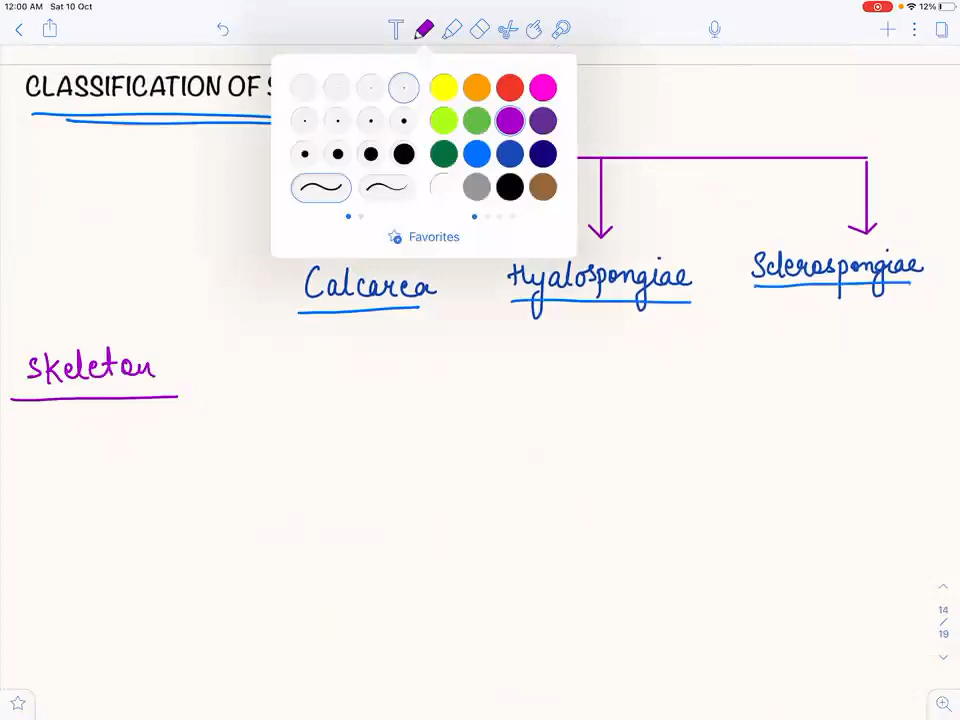 12:00 AM Sat 10 Oct
12%
CLASSIFICATION OF
Favorites
Calcarea Hyalospongiae Sclerospongiae
skeleton
14
/
19